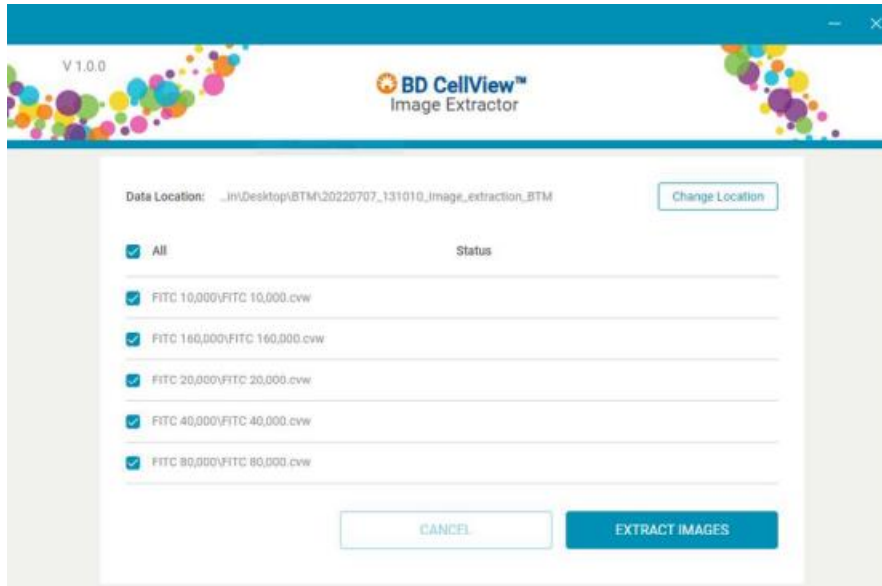 V 1.0.0
BD CellView™
Image Extractor
Data Location: ...in\Desktop\BTM\20220707_131010_Image_extraction_BTM Change Location
All Status
FITC 10,000\FITC 10,000.cvw
FITC 160,000\FITC 160,000.cvw
FITC 20,000\FITC 20,000.cvw
FITC 40,000\FITC 40,000.cvw
FITC 80,000\FITC 80,000.cvw
CANCEL EXTRACT IMAGES